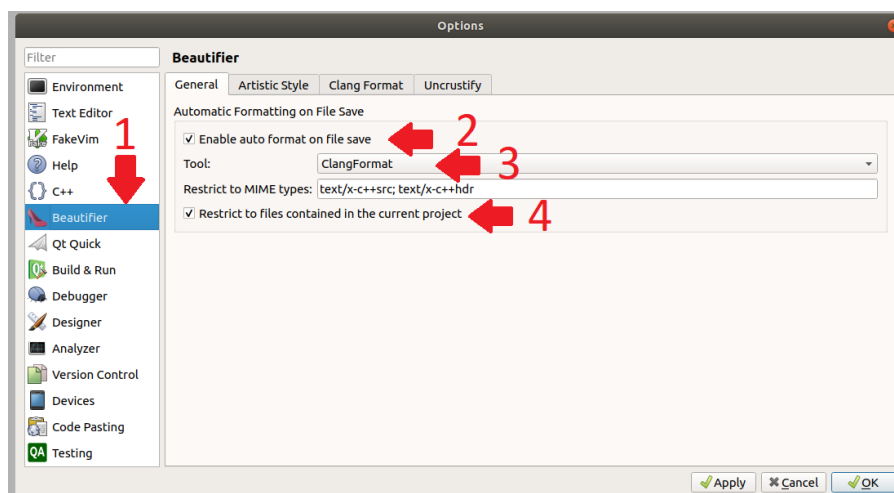 Options
Filter
Beautifier
Environment
Text Editor
FakeVim
Help
C++
Beautifier
Qt Quick
Build & Run
Debugger
Designer
Analyzer
Version Control
Devices
Code Pasting
QA Testing
General Artistic Style Clang Format Uncrustify
Automatic Formatting on File Save
Enable auto format on file save
Tool: ClangFormat
Restrict to MIME types: text/x-c++src; text/x-c++hdr
Restrict to files contained in the current project
1
2
3
4
Apply Cancel OK